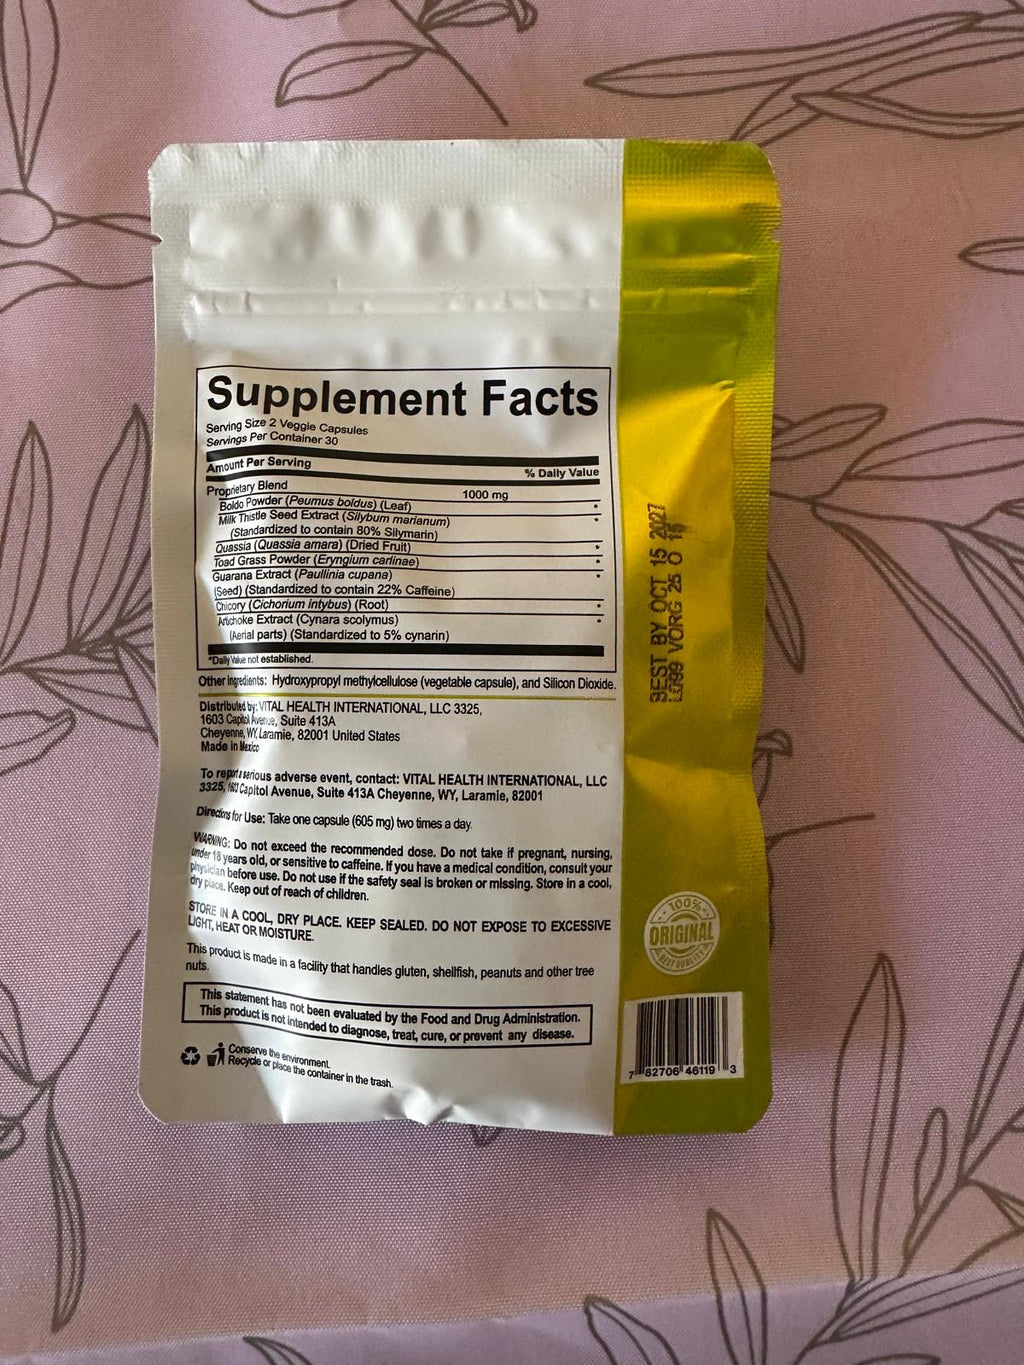 Supplement Facts
Serving Size 2 Veggie Capsules
Servings Per Container 30
Amount Per Serving % Daily Value
Proprietary Blend 1000 mg
Boldo Powder (Peumus boldus) (Leaf) *
Milk Thistle Seed Extract (Silybum marianum) *
(Standardized to contain 80% Silymarin)
Quassia (Quassia amara) (Dried Fruit) *
Toad Grass Powder (Eryngium carlinae) *
Guarana Extract (Paullinia cupana) *
(Seed) (Standardized to contain 22% Caffeine)
Chicory (Cichorium intybus) (Root) *
Artichoke Extract (Cynara scolymus) *
(Aerial parts) (Standardized to 5% cynarin)
*Daily Value not established.
Other ingredients: Hydroxypropyl methylcellulose (vegetable capsule), and Silicon Dioxide.
Distributed by: VITAL HEALTH INTERNATIONAL, LLC 3325,
1603 Capitol Avenue, Suite 413A
Cheyenne, WY, Laramie, 82001 United States
Made in Mexico
To report a serious adverse event, contact: VITAL HEALTH INTERNATIONAL, LLC
3325, 1603 Capitol Avenue, Suite 413A Cheyenne, WY, Laramie, 82001
Directions for Use: Take one capsule (605 mg) two times a day.
WARNING: Do not exceed the recommended dose. Do not take if pregnant, nursing,
under 18 years old, or sensitive to caffeine. If you have a medical condition, consult your
physician before use. Do not use if the safety seal is broken or missing. Store in a cool,
dry place. Keep out of reach of children.
STORE IN A COOL, DRY PLACE. KEEP SEALED. DO NOT EXPOSE TO EXCESSIVE
LIGHT, HEAT OR MOISTURE.
This product is made in a facility that handles gluten, shellfish, peanuts and other tree
nuts.
This statement has not been evaluated by the Food and Drug Administration.
This product is not intended to diagnose, treat, cure, or prevent any disease.
Conserve the environment.
Recycle or place the container in the trash.
BEST BY OCT 15 2027
VORG 25 O
100%
ORIGINAL
BEST QUALITY
7 82706 46119 3